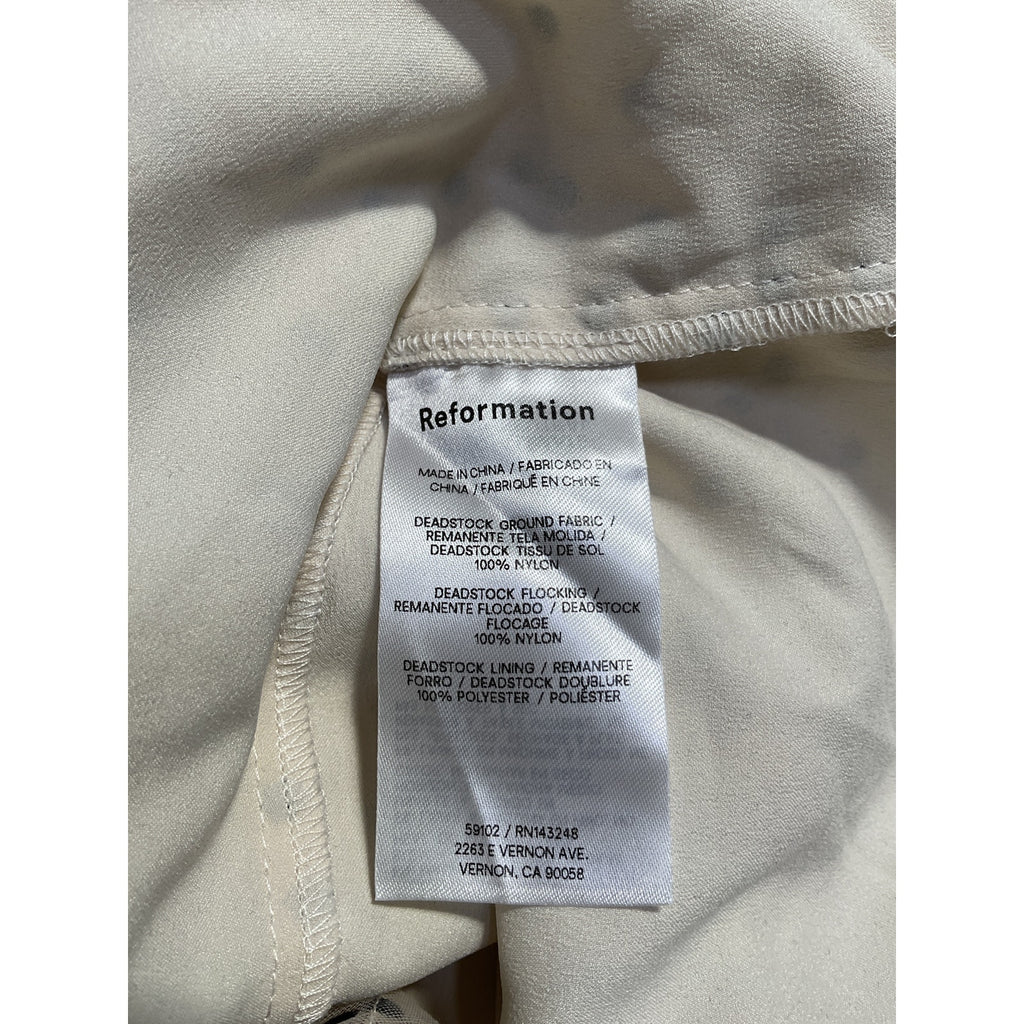 Reformation
MADE IN CHINA / FABRICADO EN
CHINA / FABRIQUÉ EN CHINE
DEADSTOCK GROUND FABRIC /
REMANENTE TELA MOLIDA /
DEADSTOCK TISSU DE SOL
100% NYLON
DEADSTOCK FLOCKING /
REMANENTE FLOCADO / DEADSTOCK
FLOCAGE
100% NYLON
DEADSTOCK LINING / REMANENTE
FORRO / DEADSTOCK DOUBLURE
100% POLYESTER / POLIÉSTER
59102 / RN143248
2263 E VERNON AVE.
VERNON, CA 90058